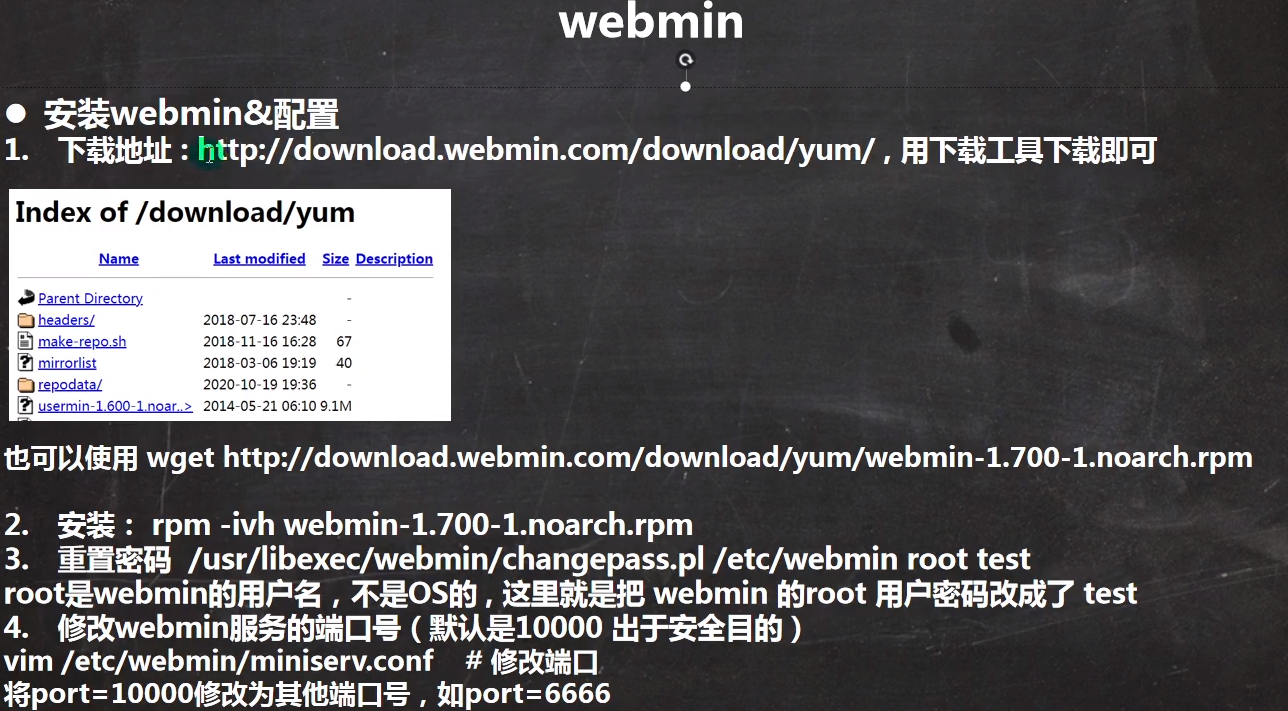 webmin
● 安装webmin&配置
1. 下载地址：http://download.webmin.com/download/yum/，用下载工具下载即可
Index of /download/yum
Name Last modified Size Description
Parent Directory -
headers/ 2018-07-16 23:48 -
make-repo.sh 2018-11-16 16:28 67
mirrorlist 2018-03-06 19:19 40
repodata/ 2020-10-19 19:36 -
usermin-1.600-1.noar..> 2014-05-21 06:10 9.1M
也可以使用 wget http://download.webmin.com/download/yum/webmin-1.700-1.noarch.rpm
2. 安装： rpm -ivh webmin-1.700-1.noarch.rpm
3. 重置密码 /usr/libexec/webmin/changepass.pl /etc/webmin root test
root是webmin的用户名，不是OS的，这里就是把 webmin 的root 用户密码改成了 test
4. 修改webmin服务的端口号（默认是10000 出于安全目的）
vim /etc/webmin/miniserv.conf # 修改端口
将port=10000修改为其他端口号，如port=6666